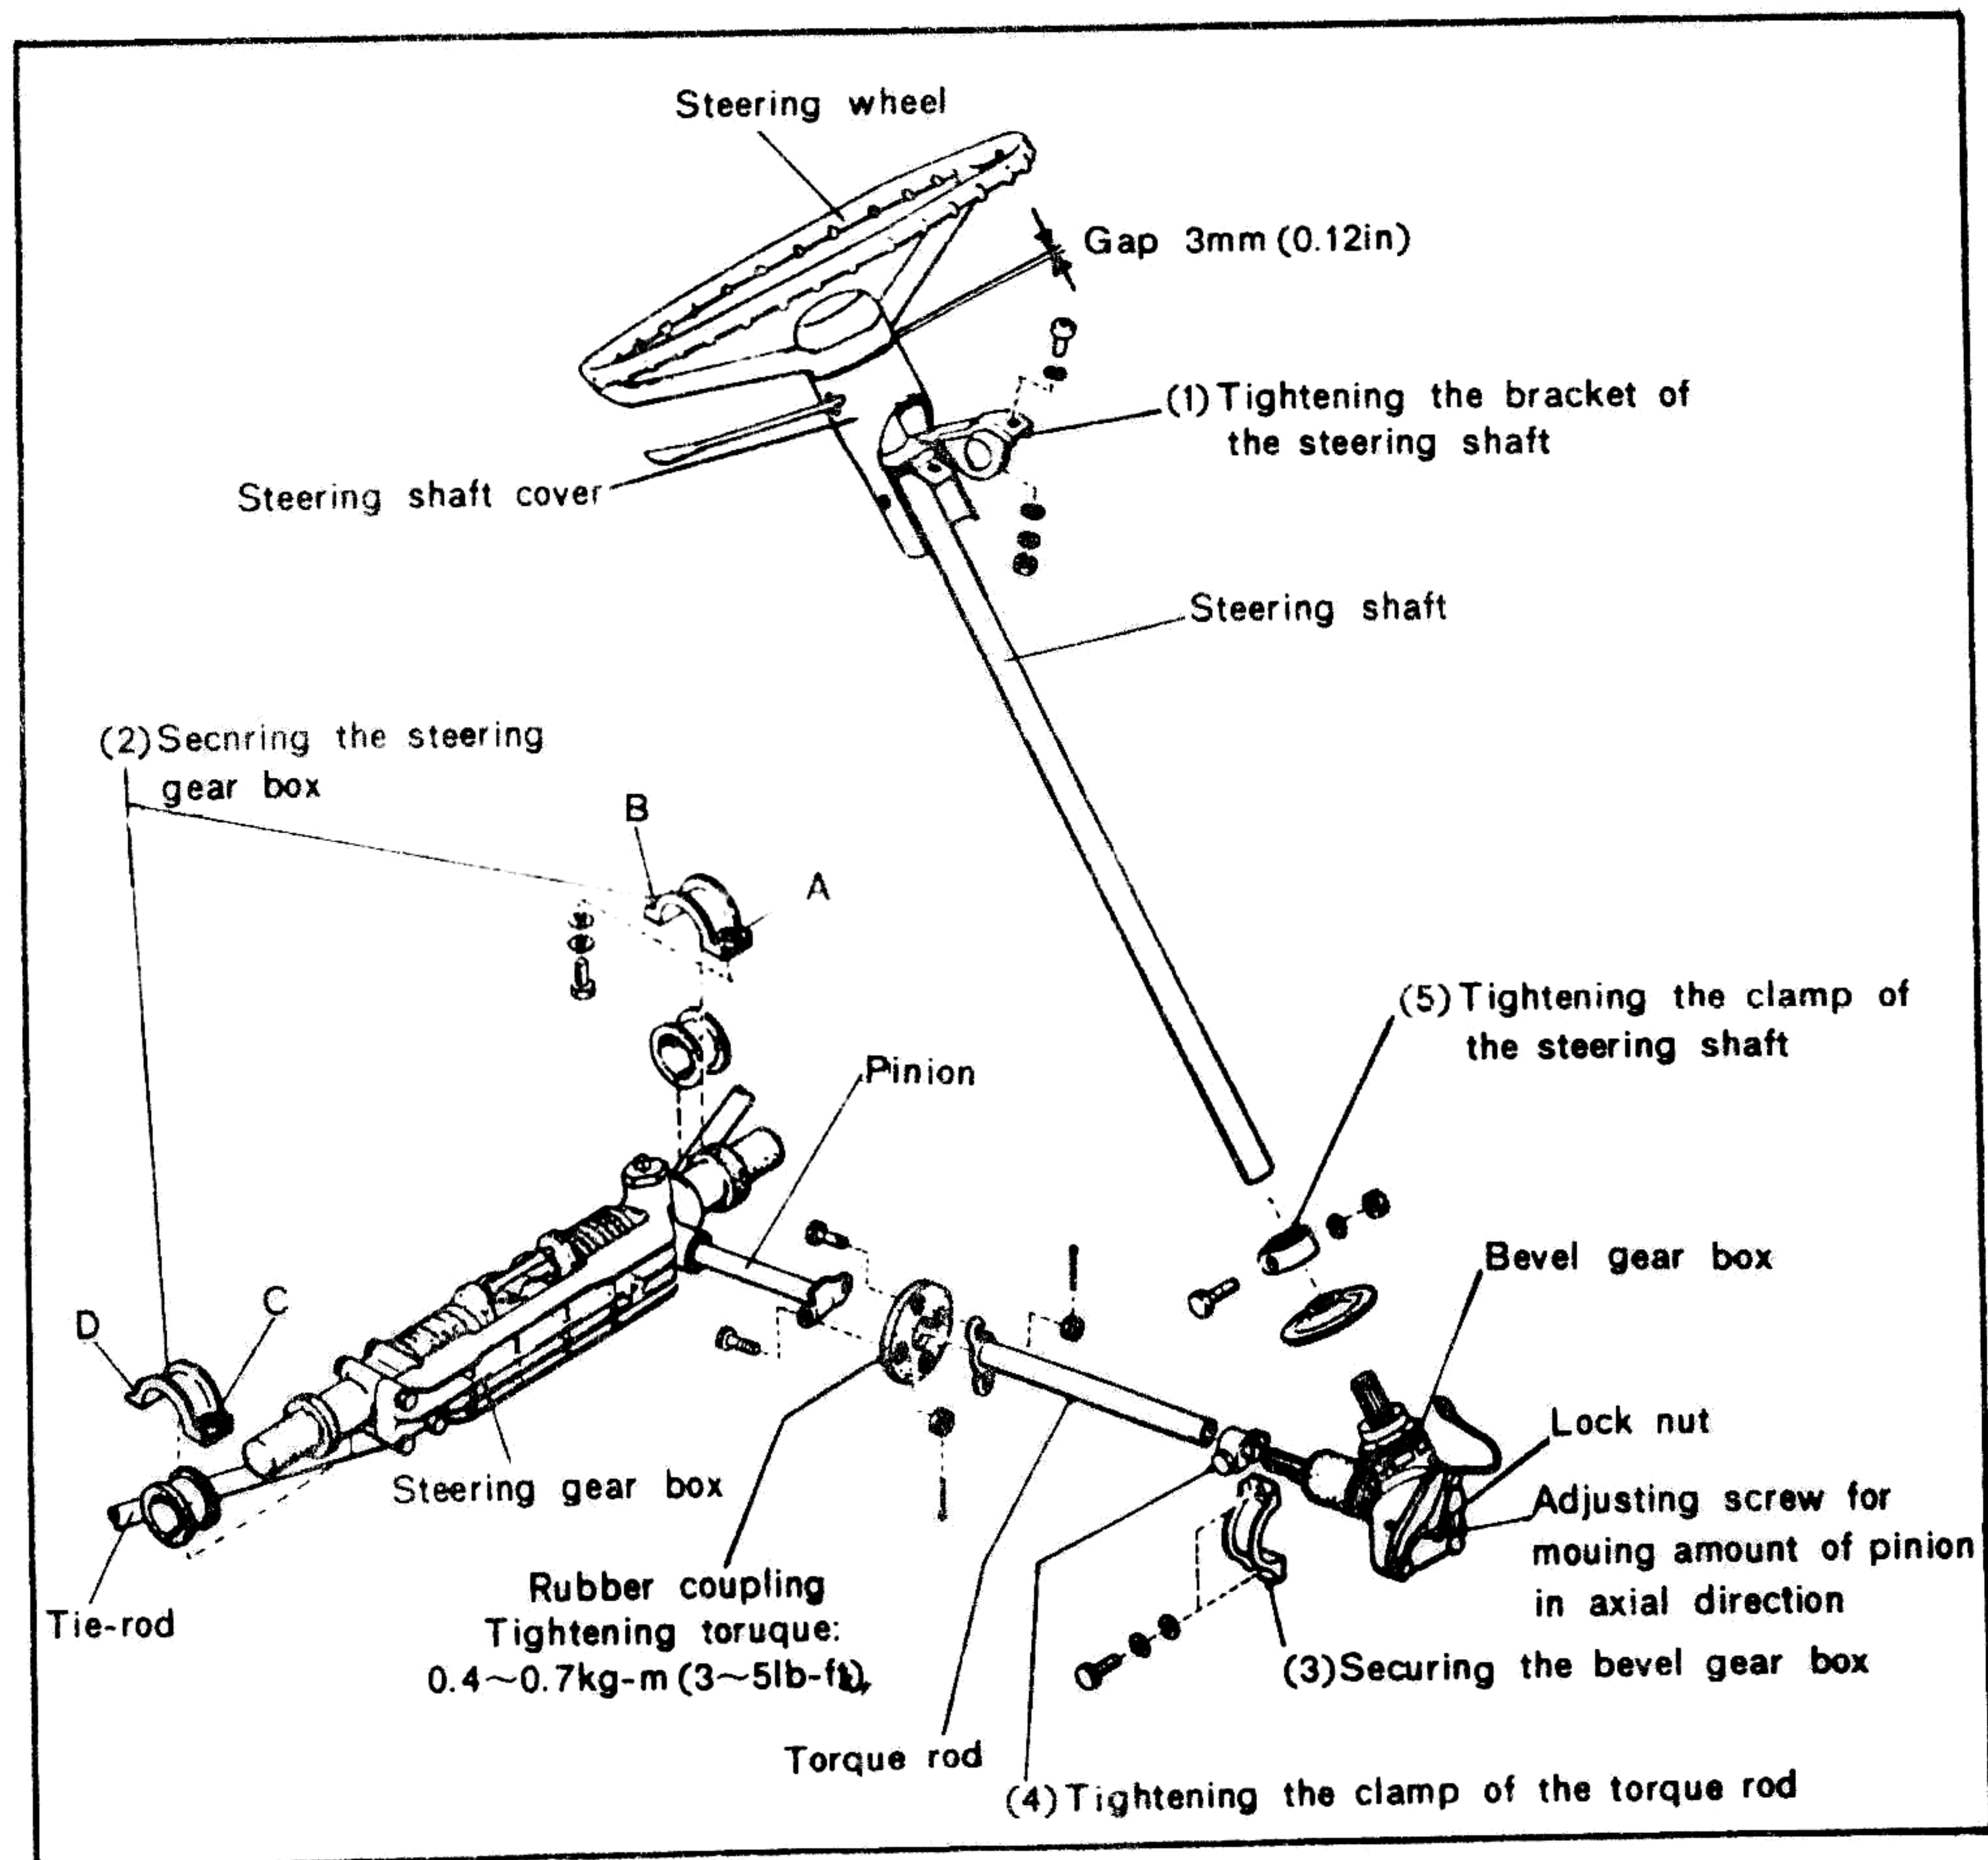 Steering wheel
Gap 3mm (0.12in)
(1) Tightening the bracket of
the steering shaft
Steering shaft cover
Steering shaft
(2) Secnring the steering
gear box
B
A
(5) Tightening the clamp of
the steering shaft
Pinion
Bevel gear box
D
C
Lock nut
Steering gear box
Adjusting screw for
mouing amount of pinion
in axial direction
Rubber coupling
Tightening toruque:
0.4~0.7kg-m (3~5lb-ft),
Tie-rod
(3) Securing the bevel gear box
Torque rod
(4) Tightening the clamp of the torque rod